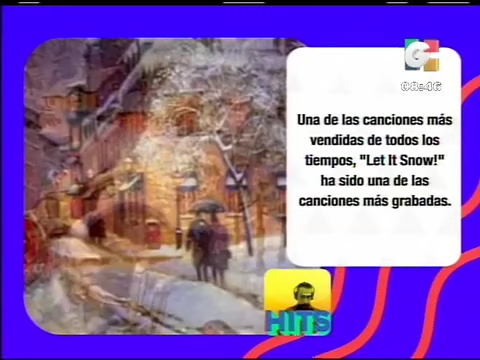 G
08:46
Una de las canciones más
vendidas de todos los
tiempos, "Let It Snow!"
ha sido una de las
canciones más grabadas.
HITS